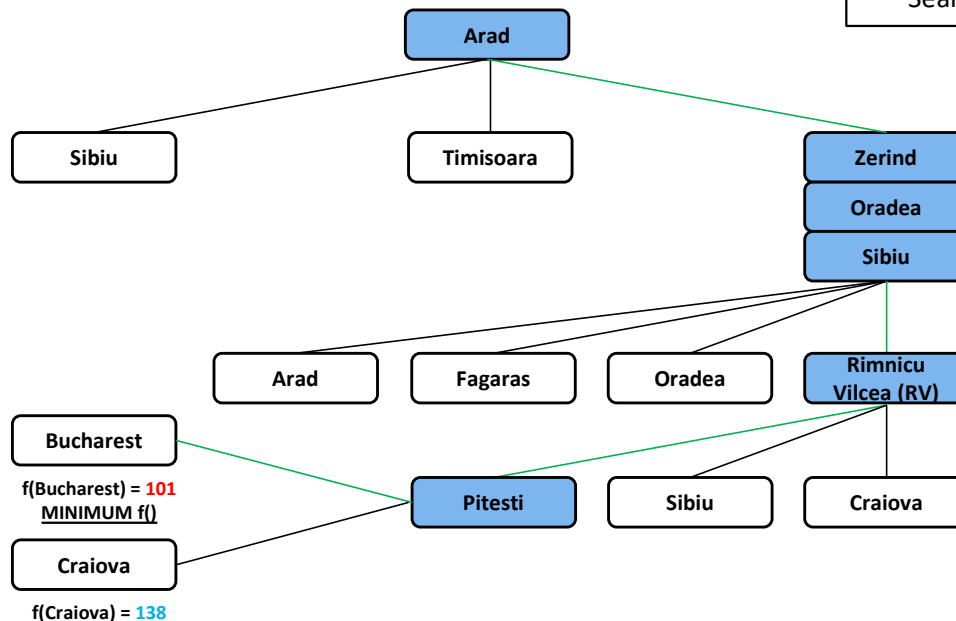 Arad
Sibiu
Timisoara
Zerind
Oradea
Sibiu
Arad
Fagaras
Oradea
Rimnicu
Vilcea (RV)
Bucharest
f(Bucharest) = 101
MINIMUM f()
Pitesti
Sibiu
Craiova
Craiova
f(Craiova) = 138